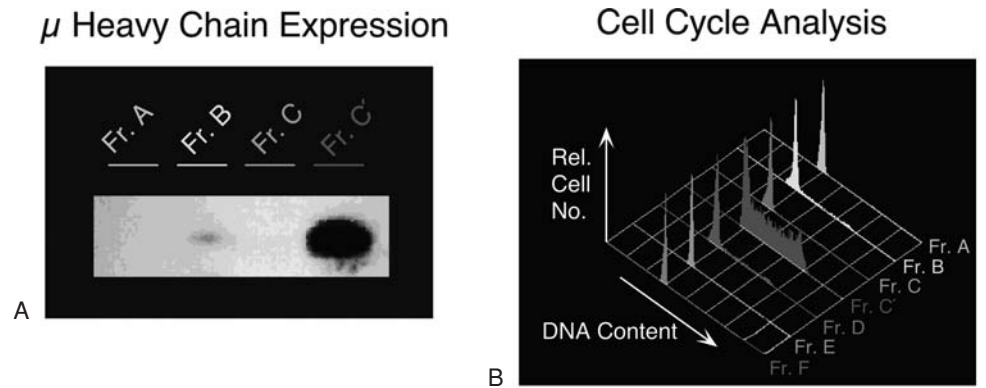 μ Heavy Chain Expression
Fr. A
Fr. B
Fr. C
Fr. C′
A
Cell Cycle Analysis
Rel.
Cell
No.
DNA Content
Fr. A
Fr. B
Fr. C
Fr. C′
Fr. D
Fr. E
Fr. F
B